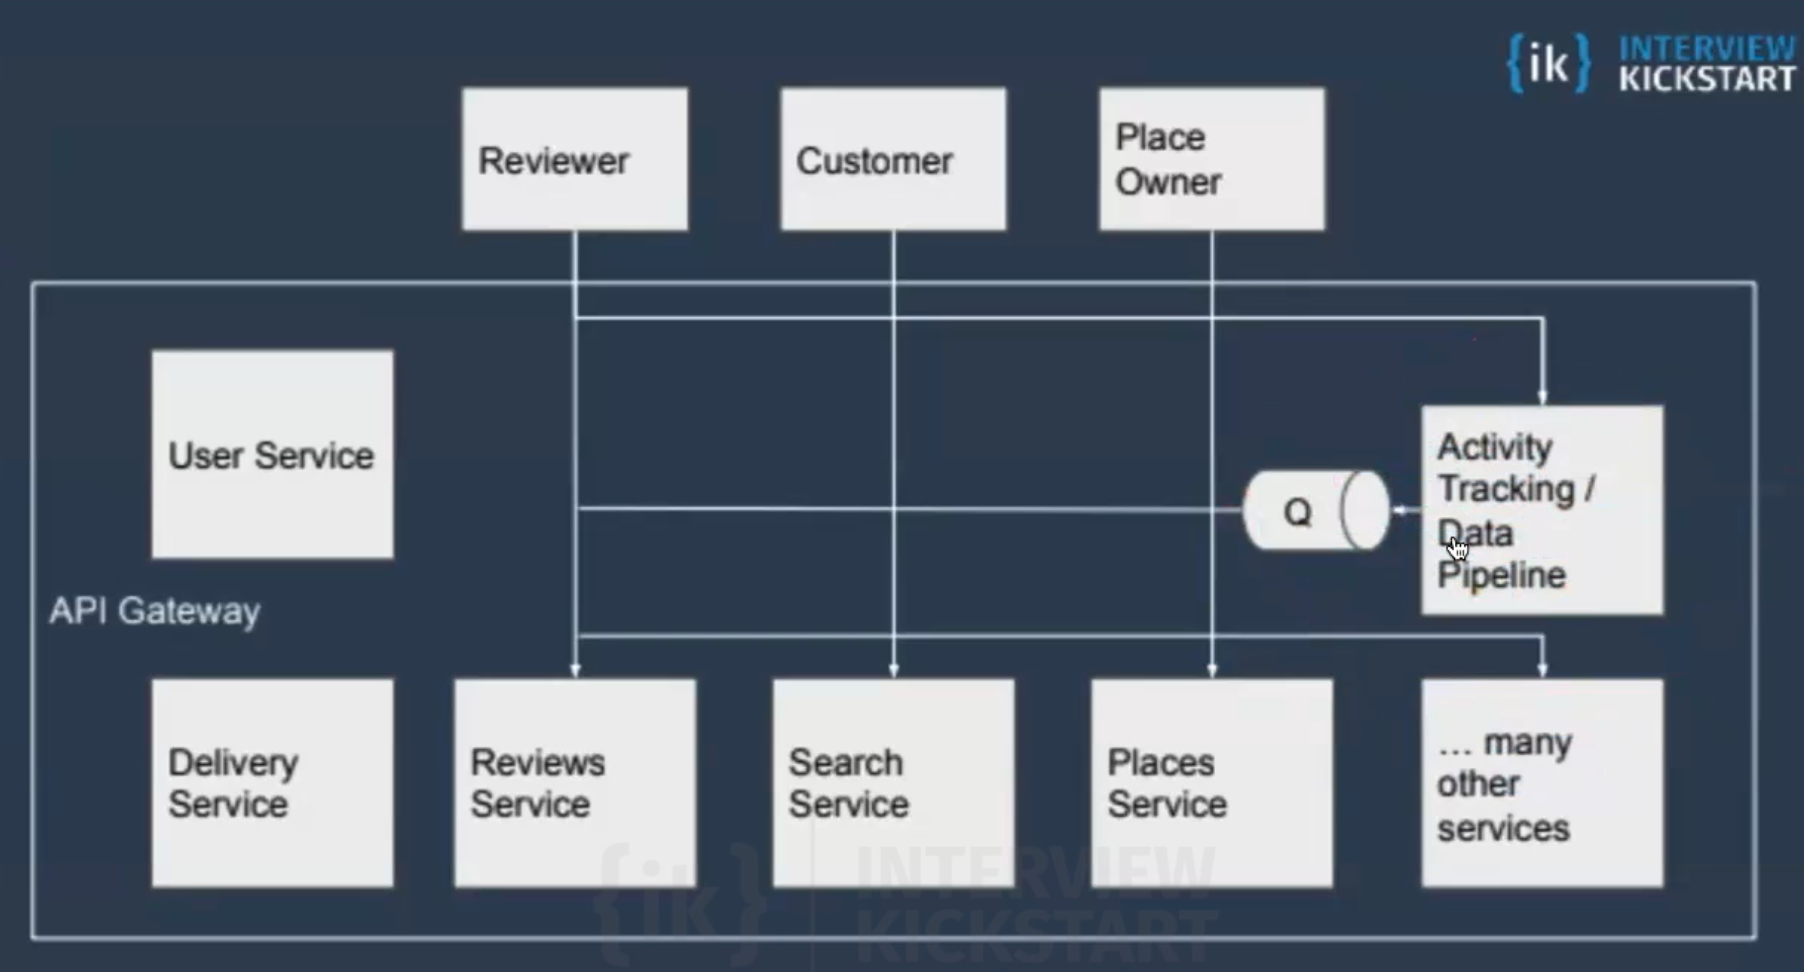 {ik} INTERVIEW
KICKSTART
Reviewer
Customer
Place
Owner
User Service
Activity
Tracking /
Data
Pipeline
Q
API Gateway
Delivery
Service
Reviews
Service
Search
Service
Places
Service
... many
other
services
{ik} INTERVIEW
KICKSTART